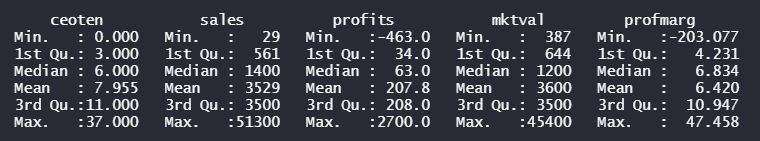 ceoten sales profits mktval profmarg
Min. : 0.000 Min. : 29 Min. :-463.0 Min. : 387 Min. :-203.077
1st Qu.: 3.000 1st Qu.: 561 1st Qu.: 34.0 1st Qu.: 644 1st Qu.: 4.231
Median : 6.000 Median : 1400 Median : 63.0 Median : 1200 Median : 6.834
Mean : 7.955 Mean : 3529 Mean : 207.8 Mean : 3600 Mean : 6.420
3rd Qu.:11.000 3rd Qu.: 3500 3rd Qu.: 208.0 3rd Qu.: 3500 3rd Qu.: 10.947
Max. :37.000 Max. :51300 Max. :2700.0 Max. :45400 Max. : 47.458